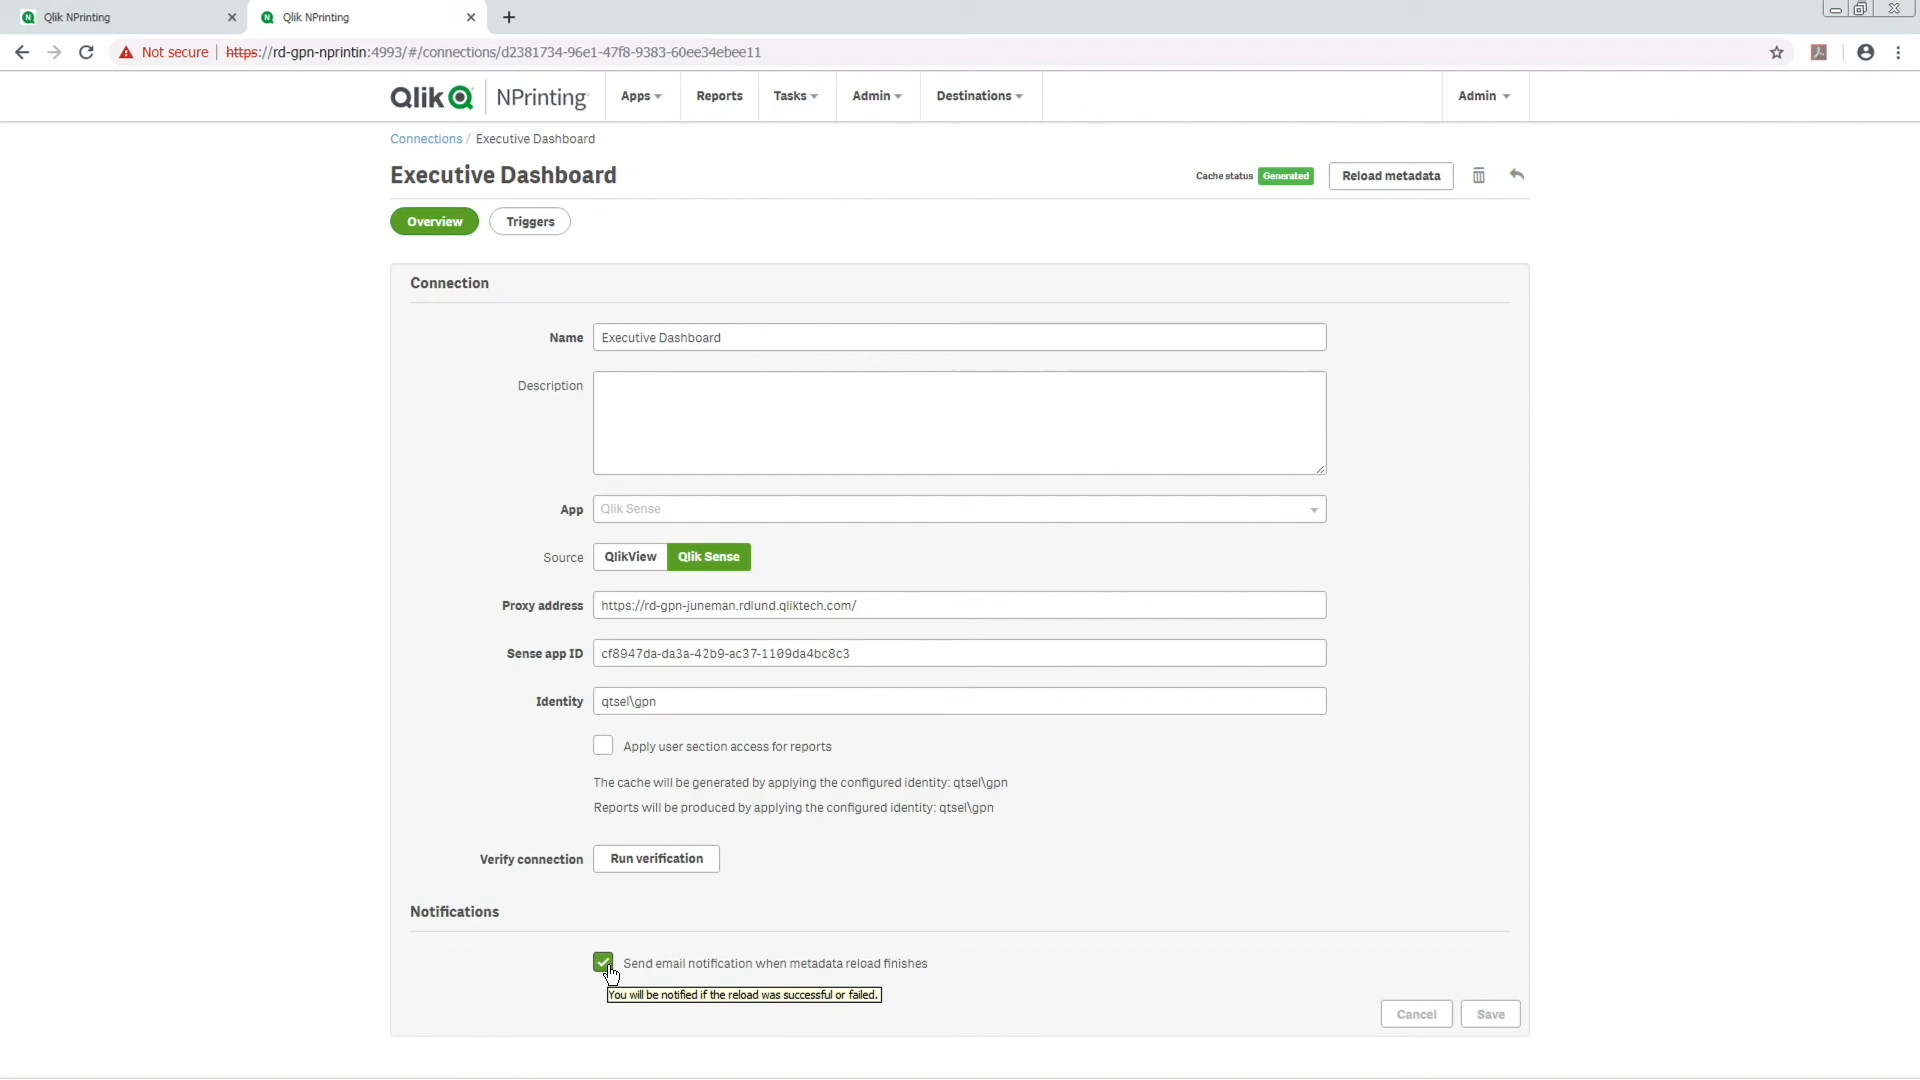 Qlik NPrinting
Qlik NPrinting
Not secure https://rd-gpn-nprintin:4993/#/connections/d2381734-96e1-47f8-9383-60ee34ebee11
Qlik NPrinting Apps Reports Tasks Admin Destinations Admin
Connections / Executive Dashboard
Executive Dashboard Cache status Generated Reload metadata
Overview Triggers
Connection
Name Executive Dashboard
Description
App Qlik Sense
Source QlikView Qlik Sense
Proxy address https://rd-gpn-juneman.rdlund.qliktech.com/
Sense app ID cf8947da-da3a-42b9-ac37-1109da4bc8c3
Identity qtsel\gpn
Apply user section access for reports
The cache will be generated by applying the configured identity: qtsel\gpn
Reports will be produced by applying the configured identity: qtsel\gpn
Verify connection Run verification
Notifications
Send email notification when metadata reload finishes
You will be notified if the reload was successful or failed.
Cancel Save